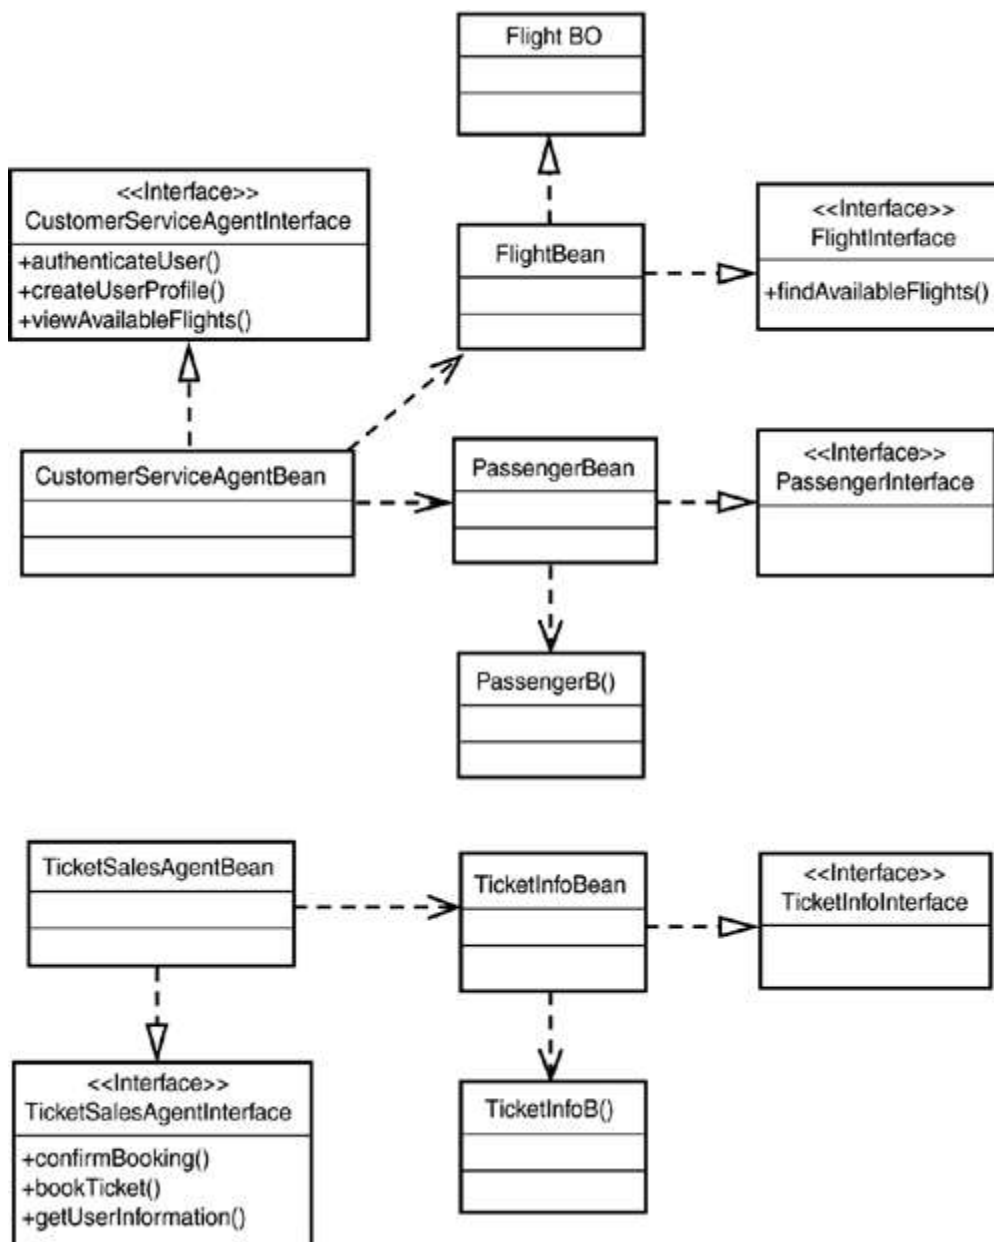 Flight BO
<<Interface>>
CustomerServiceAgentInterface
+authenticateUser()
+createUserProfile()
+viewAvailableFlights()
FlightBean
<<Interface>>
FlightInterface
+findAvailableFlights()
CustomerServiceAgentBean
PassengerBean
<<Interface>>
PassengerInterface
PassengerB()
TicketSalesAgentBean
TicketInfoBean
<<Interface>>
TicketInfoInterface
<<Interface>>
TicketSalesAgentInterface
+confirmBooking()
+bookTicket()
+getUserInformation()
TicketInfoB()